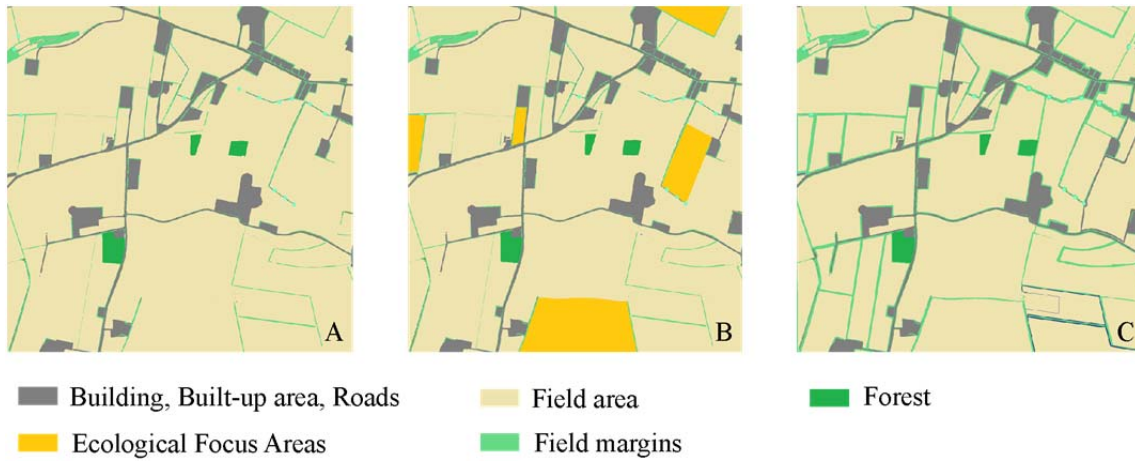 A
B
C
Building, Built-up area, Roads
Field area
Forest
Ecological Focus Areas
Field margins